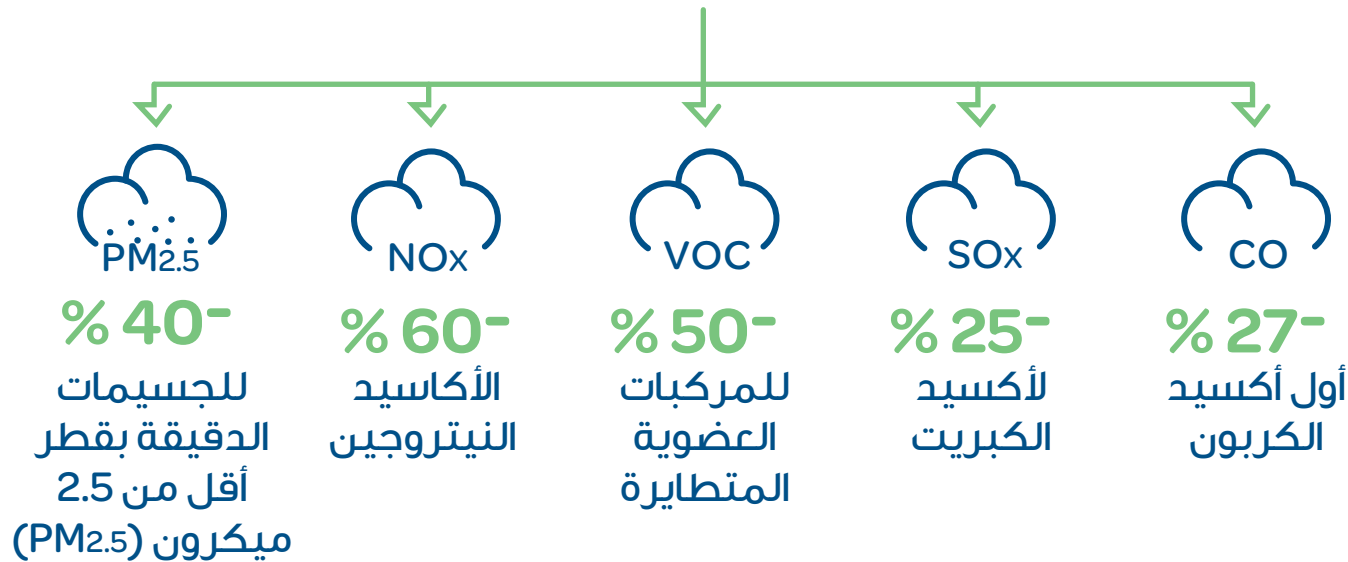 CO
-27 %
أول أكسيد
الكربون
SOx
-25 %
لأكسيد
الكبريت
VOC
-50 %
للمركبات
العضوية
المتطايرة
NOx
-60 %
الأكاسيد
النيتروجين
PM2.5
-40 %
للجسيمات
الدقيقة بقطر
أقل من 2.5
ميكرون (PM2.5)